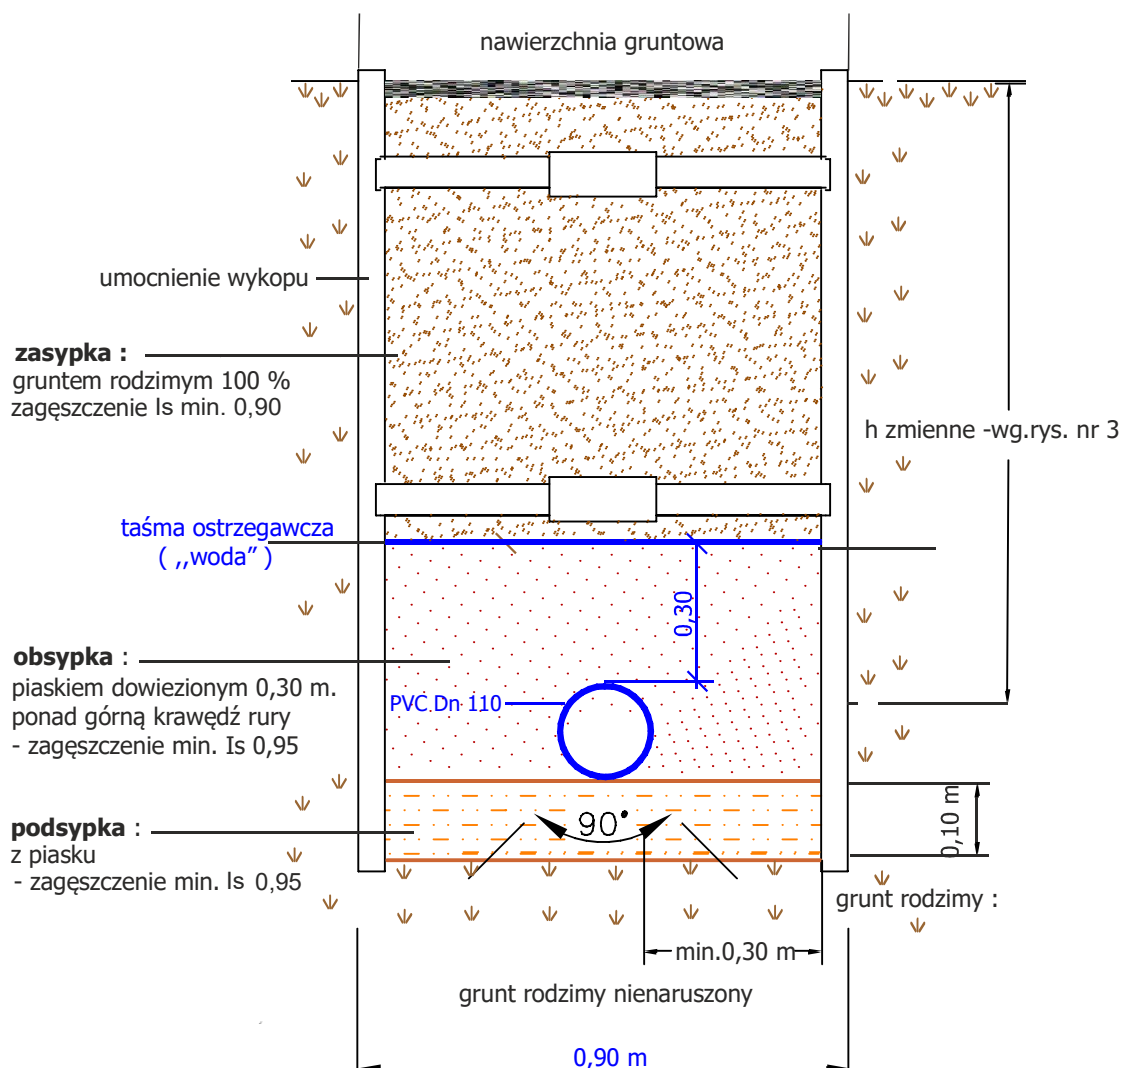 nawierzchnia gruntowa
umocnienie wykopu
zasypka :
gruntem rodzimym 100 %
zagęszczenie Is min. 0,90
h zmienne -wg.rys. nr 3
taśma ostrzegawcza
( ,,woda” )
0,30
obsypka :
piaskiem dowiezionym 0,30 m.
ponad górną krawędź rury
- zagęszczenie min. Is 0,95
PVC Dn 110
podsypka :
z piasku
- zagęszczenie min. Is 0,95
90°
0,10 m
grunt rodzimy :
min.0,30 m
grunt rodzimy nienaruszony
0,90 m